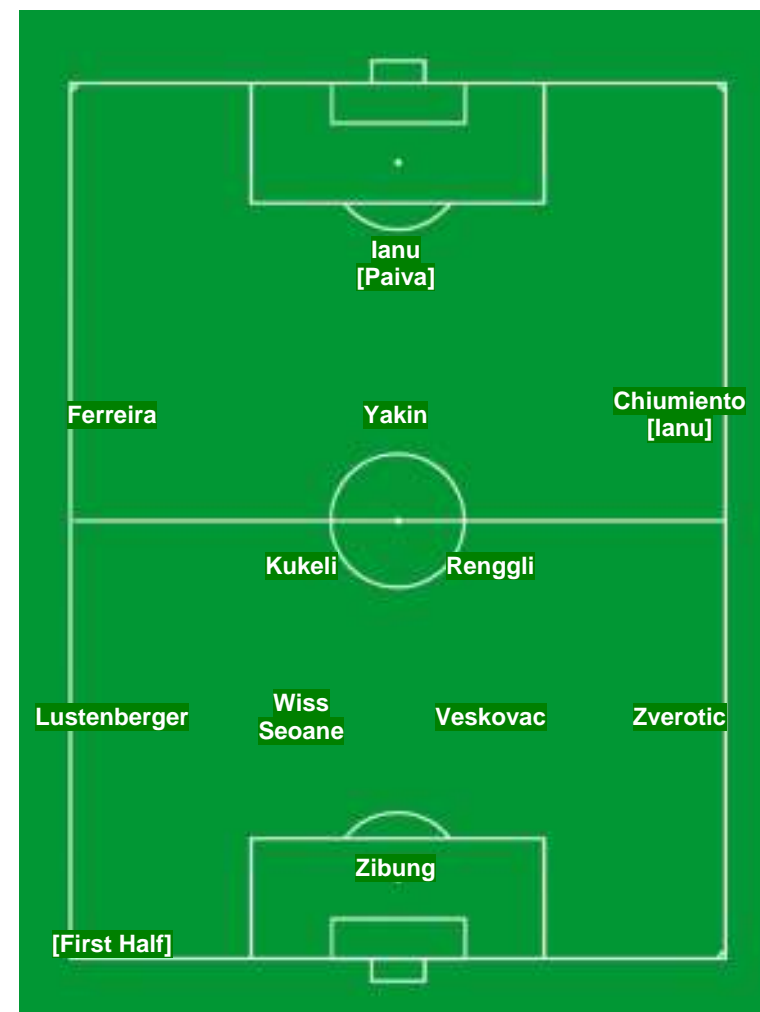 Ianu
[Paiva]
Ferreira
Yakin
Chiumiento
[Ianu]
Kukeli
Renggli
Lustenberger
Wiss
Seoane
Veskovac
Zverotic
Zibung
[First Half]